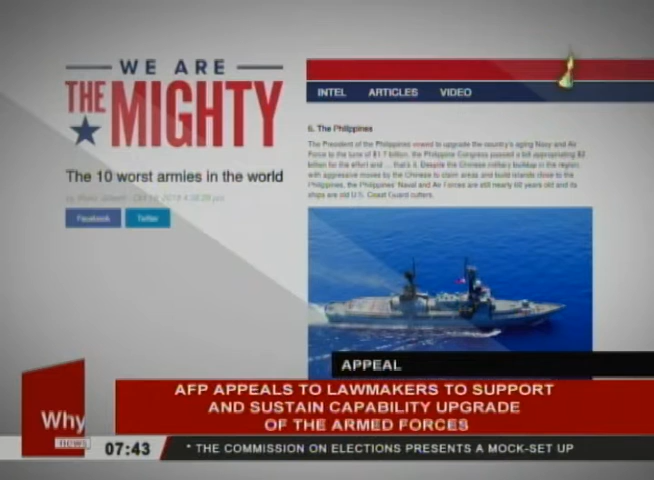 WE ARE
THE MIGHTY
The 10 worst armies in the world
Facebook
Twitter
INTEL ARTICLES VIDEO
6. The Philippines
The President of the Philippines vowed to upgrade the country's aging Navy and Air
Force to the tune of $1.7 billion, the Philippine Congress passed a bill appropriating $2
billion for the effort and ... that's it. Despite the Chinese military buildup in the region,
with aggressive moves by the Chinese to claim areas and build islands close to the
Philippines, the Philippines' Naval and Air Forces are still nearly 60 years old and its
ships are old U.S. Coast Guard cutters.
APPEAL
AFP APPEALS TO LAWMAKERS TO SUPPORT
AND SUSTAIN CAPABILITY UPGRADE
OF THE ARMED FORCES
Why
news
07:43
* THE COMMISSION ON ELECTIONS PRESENTS A MOCK-SET UP